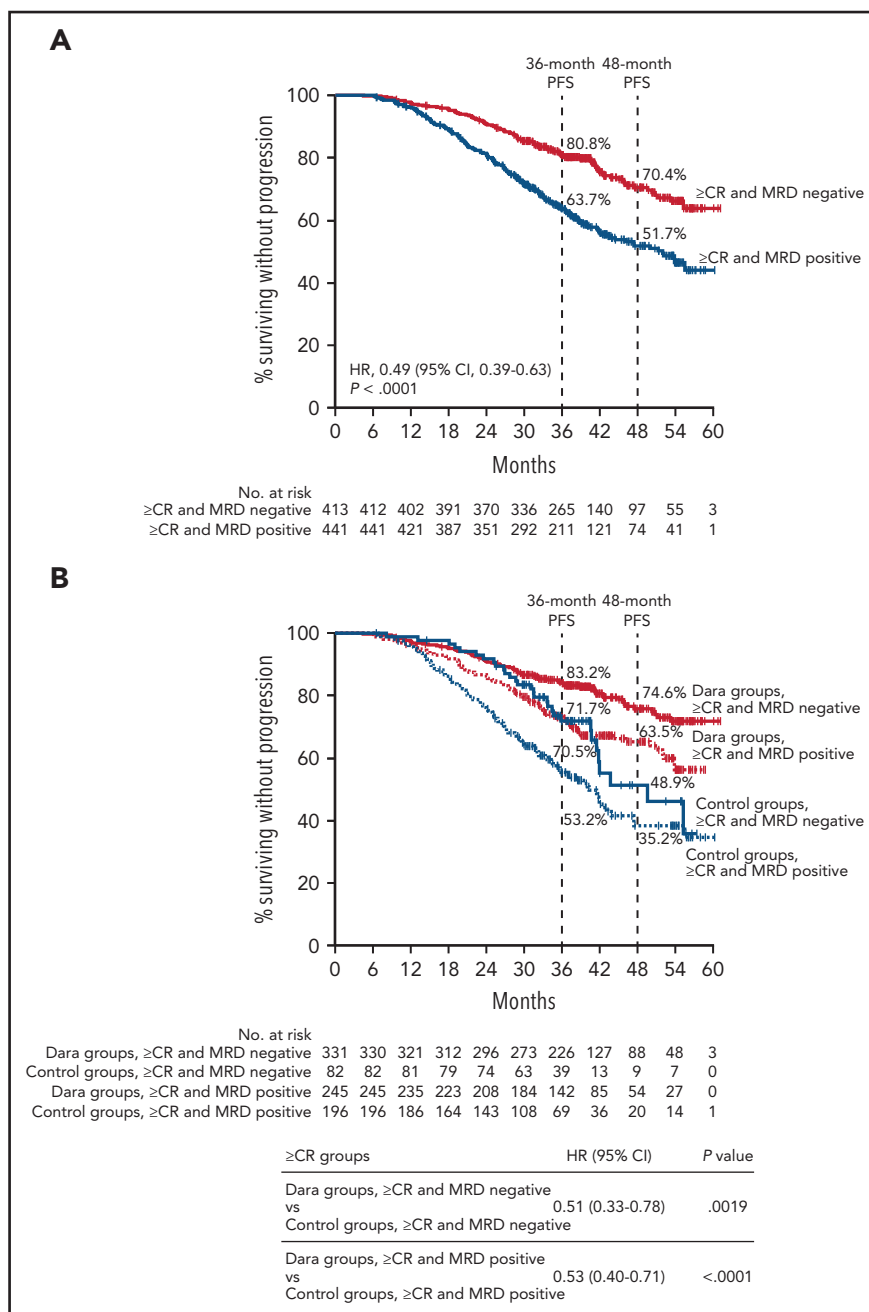 A
36-month 48-month
PFS PFS
100
80
60
40
20
0
% surviving without progression
80.8%
70.4%
≥CR and MRD negative
63.7%
51.7%
≥CR and MRD positive
HR, 0.49 (95% CI, 0.39-0.63)
P < .0001
0 6 12 18 24 30 36 42 48 54 60
Months
No. at risk
≥CR and MRD negative 413 412 402 391 370 336 265 140 97 55 3
≥CR and MRD positive 441 441 421 387 351 292 211 121 74 41 1
B
36-month 48-month
PFS PFS
100
80
60
40
20
0
% surviving without progression
83.2%
74.6%
Dara groups,
≥CR and MRD negative
71.7%
63.5%
Dara groups,
≥CR and MRD positive
70.5%
48.9%
Control groups,
≥CR and MRD negative
53.2%
35.2%
Control groups,
≥CR and MRD positive
0 6 12 18 24 30 36 42 48 54 60
Months
No. at risk
Dara groups, ≥CR and MRD negative 331 330 321 312 296 273 226 127 88 48 3
Control groups, ≥CR and MRD negative 82 82 81 79 74 63 39 13 9 7 0
Dara groups, ≥CR and MRD positive 245 245 235 223 208 184 142 85 54 27 0
Control groups, ≥CR and MRD positive 196 196 186 164 143 108 69 36 20 14 1
≥CR groups HR (95% CI) P value
Dara groups, ≥CR and MRD negative
vs 0.51 (0.33-0.78) .0019
Control groups, ≥CR and MRD negative
Dara groups, ≥CR and MRD positive
vs 0.53 (0.40-0.71) <.0001
Control groups, ≥CR and MRD positive